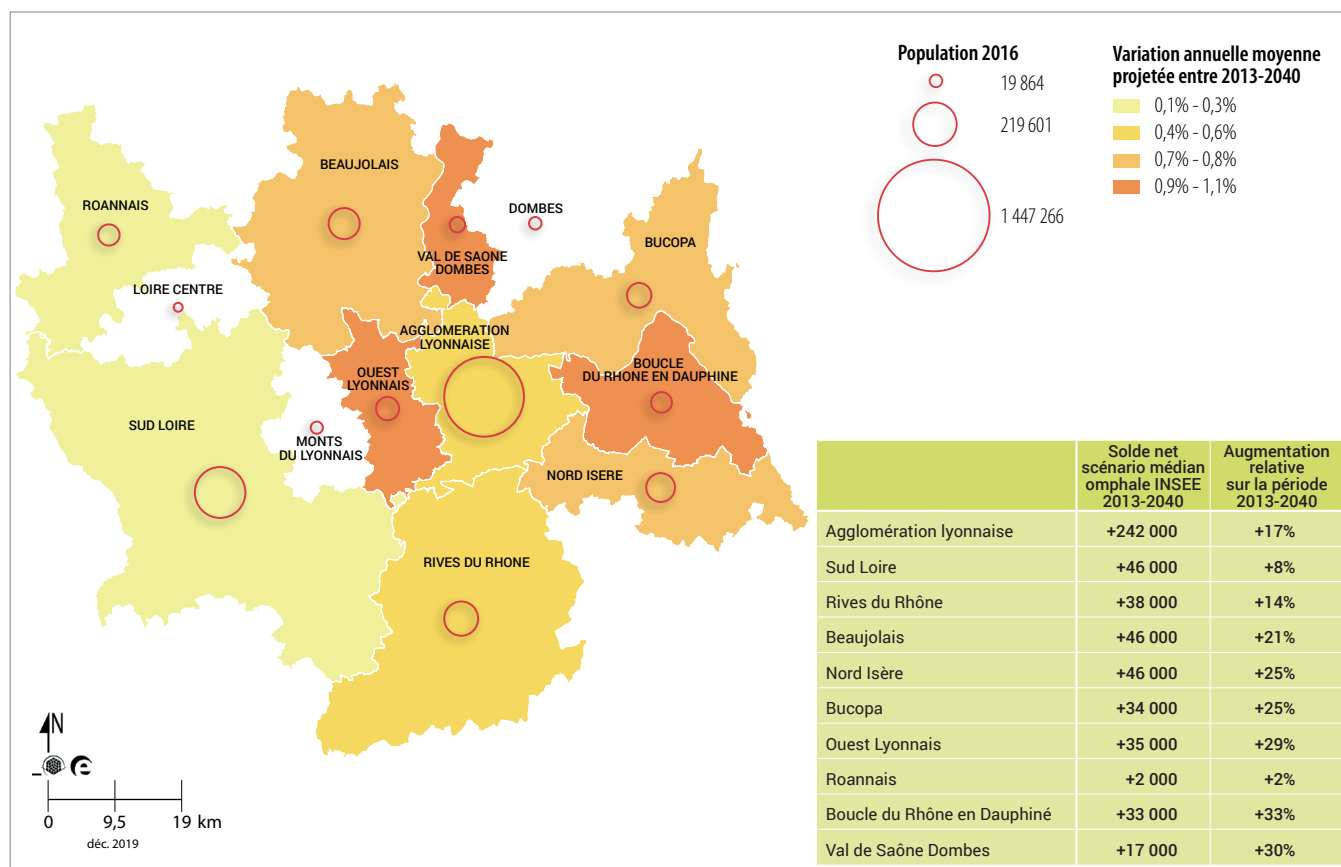 Population 2016
19 864
219 601
1 447 266
Variation annuelle moyenne
projetée entre 2013-2040
0,1% - 0,3%
0,4% - 0,6%
0,7% - 0,8%
0,9% - 1,1%
BEAUJOLAIS
ROANNAIS
DOMBES
BUCOPA
VAL DE SAONE
DOMBES
LOIRE CENTRE
AGGLOMERATION
LYONNAISE
BOUCLE
DU RHONE EN DAUPHINE
OUEST
LYONNAIS
SUD LOIRE
MONTS
DU LYONNAIS
NORD ISERE
RIVES DU RHONE
N
e
0 9,5 19 km
déc. 2019
Solde net
scénario médian
omphale INSEE
2013-2040
Augmentation
relative
sur la période
2013-2040
Agglomération lyonnaise +242 000 +17%
Sud Loire +46 000 +8%
Rives du Rhône +38 000 +14%
Beaujolais +46 000 +21%
Nord Isère +46 000 +25%
Bucopa +34 000 +25%
Ouest Lyonnais +35 000 +29%
Roannais +2 000 +2%
Boucle du Rhône en Dauphiné +33 000 +33%
Val de Saône Dombes +17 000 +30%